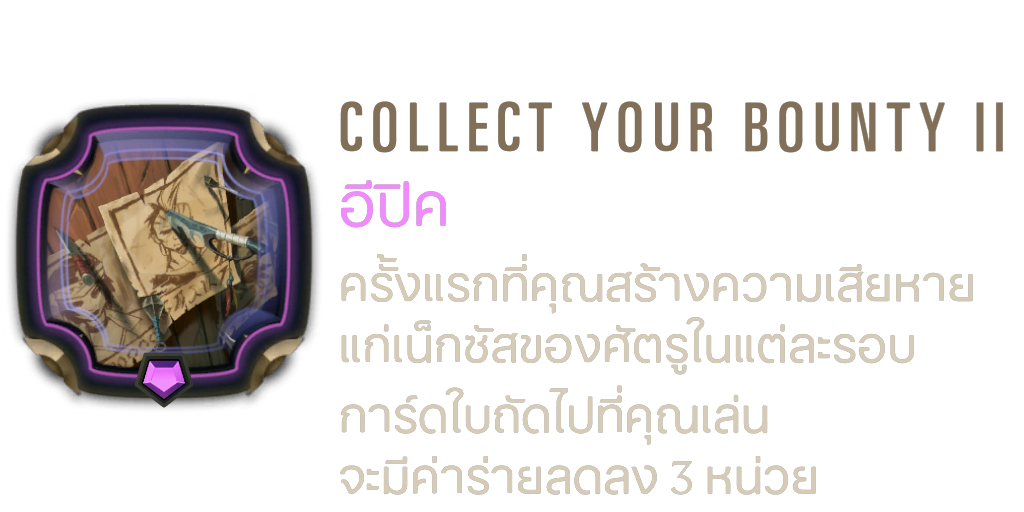 COLLECT YOUR BOUNTY II
อีปิค
ครั้งแรกที่คุณสร้างความเสียหาย
แก่เน็กซัสของศัตรูในแต่ละรอบ
การ์ดใบถัดไปที่คุณเล่น
จะมีค่าร่ายลดลง 3 หน่วย